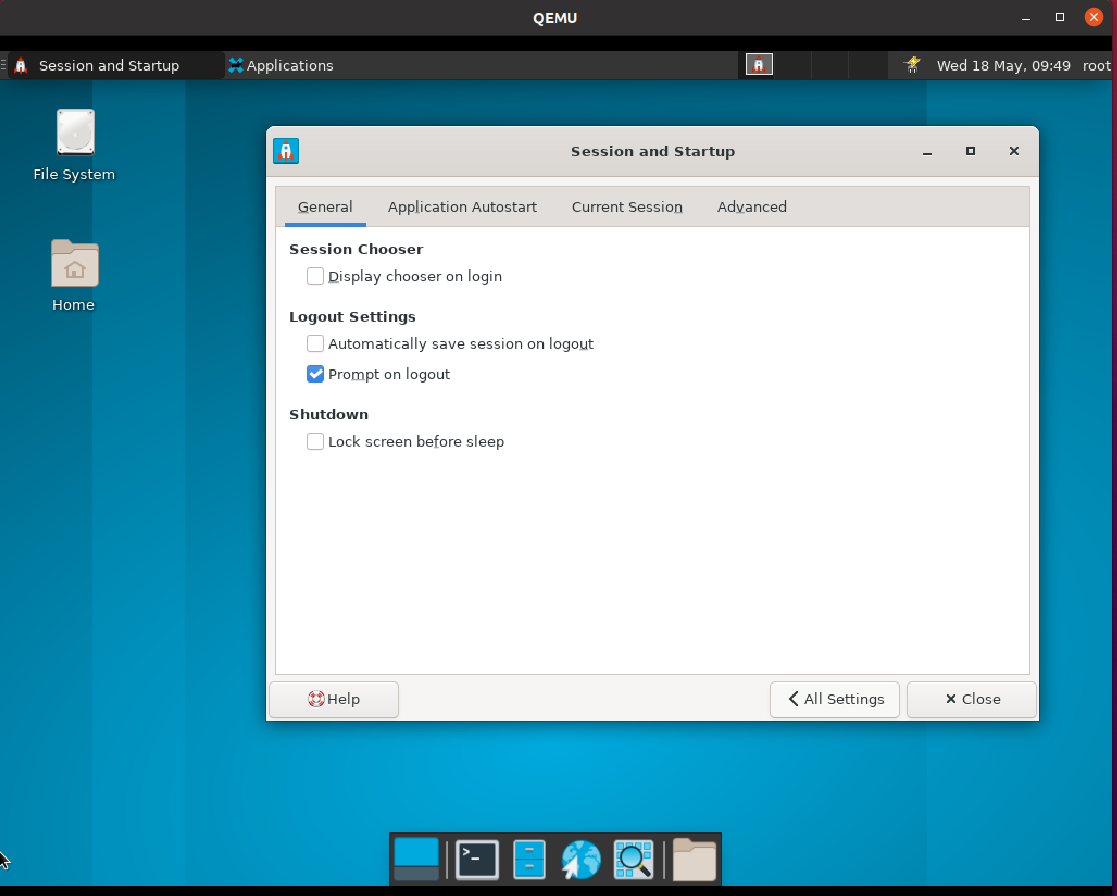 QEMU
Session and Startup
Applications
Wed 18 May, 09:49
root
File System
Home
Session and Startup
General
Application Autostart
Current Session
Advanced
Session Chooser
Display chooser on login
Logout Settings
Automatically save session on logout
Prompt on logout
Shutdown
Lock screen before sleep
Help
All Settings
Close
>_